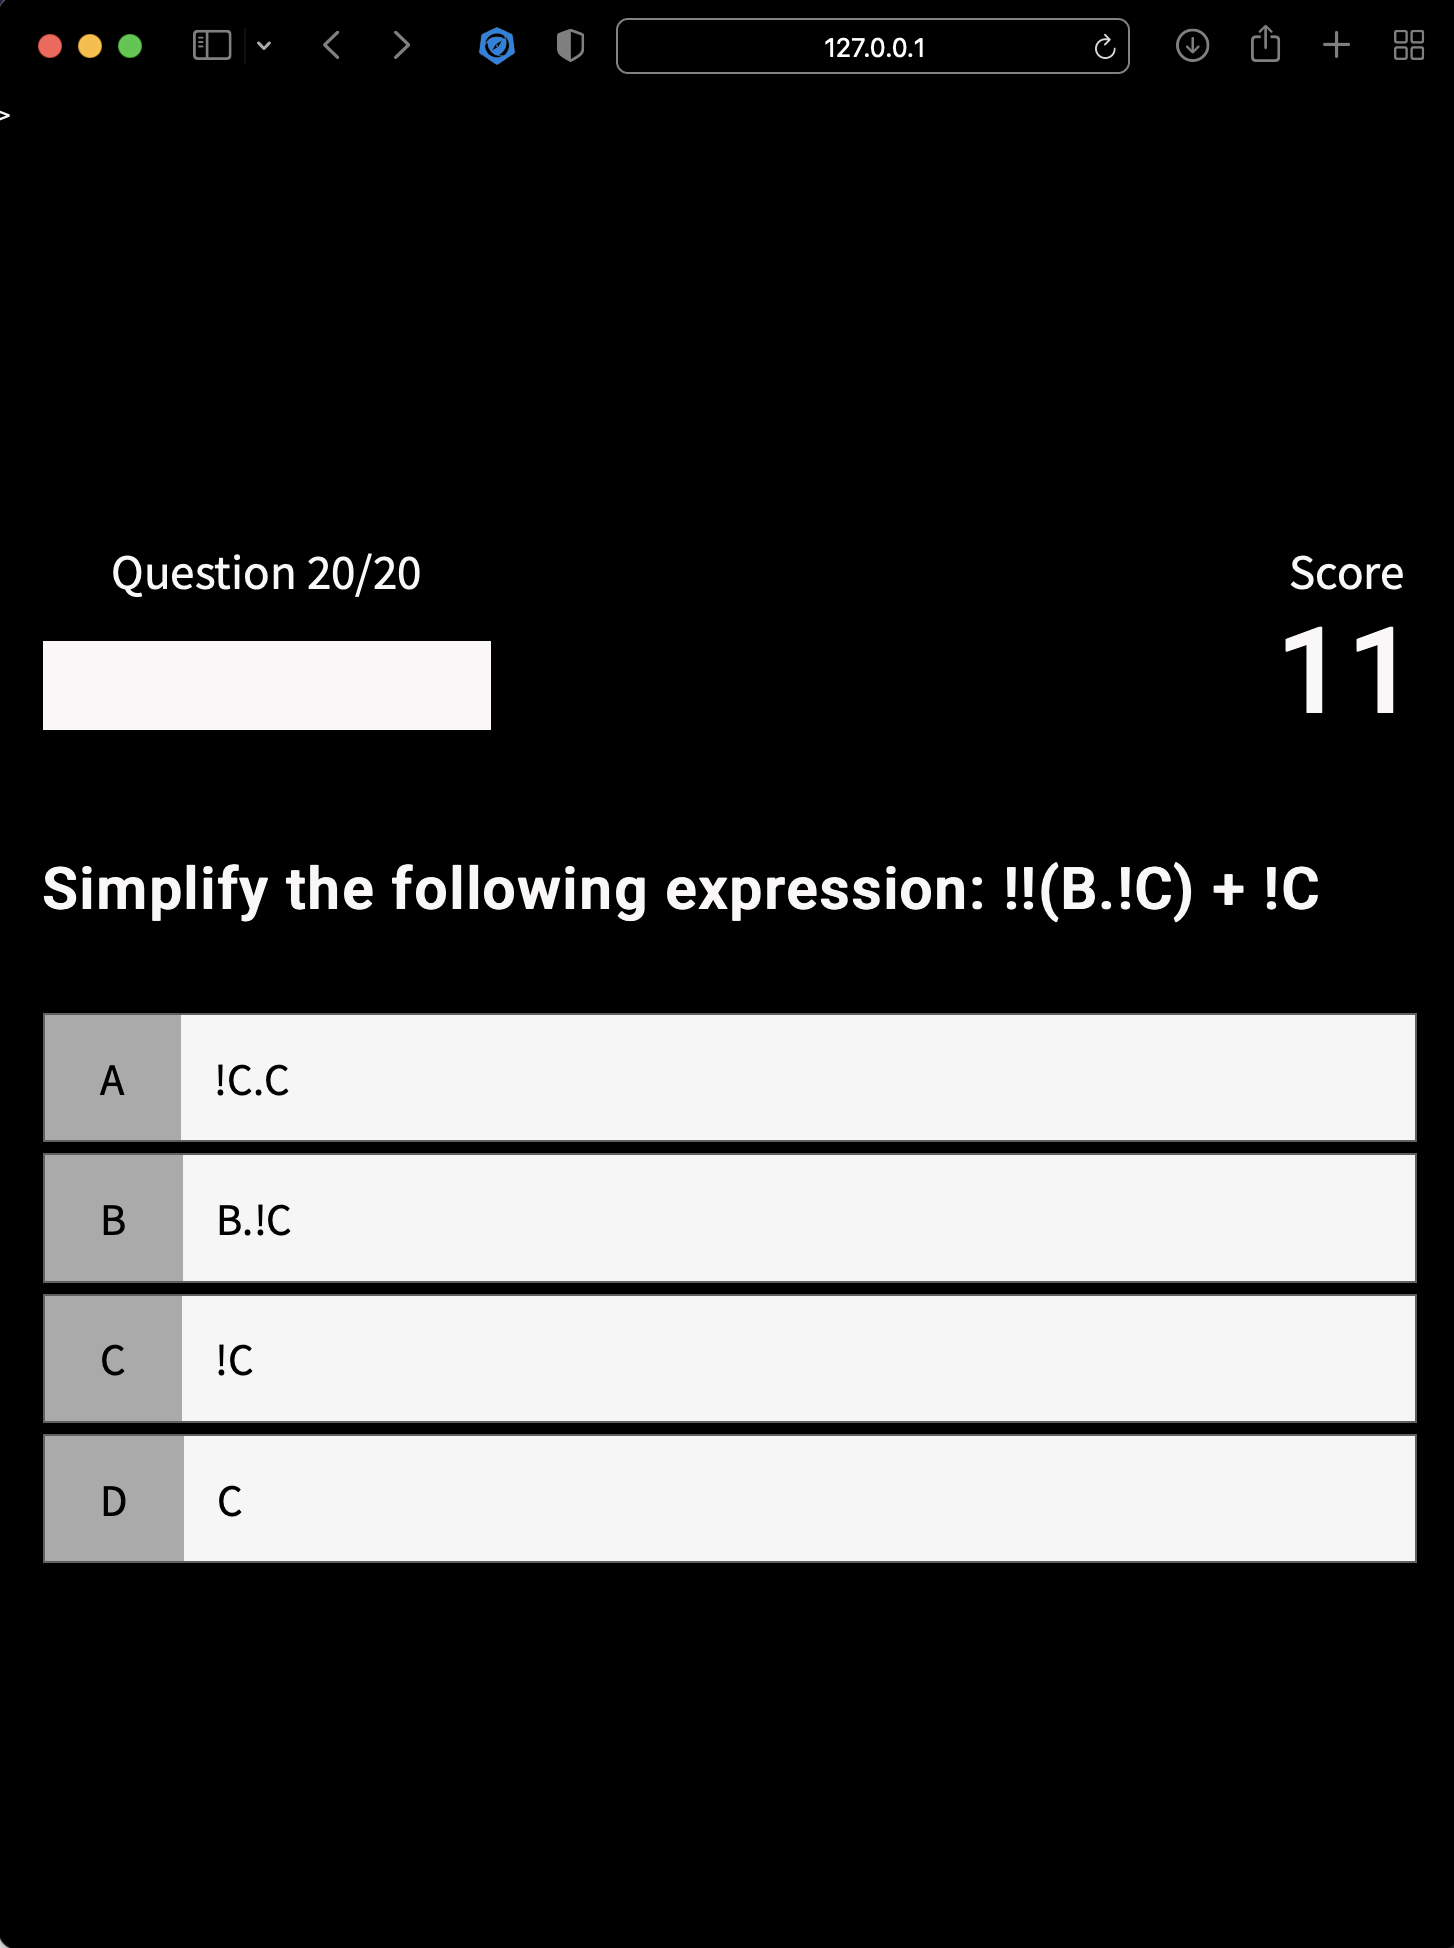 127.0.0.1
>
Question 20/20
Score
11
Simplify the following expression: !!(B.!C) + !C
A
!C.C
B
B.!C
C
!C
D
C